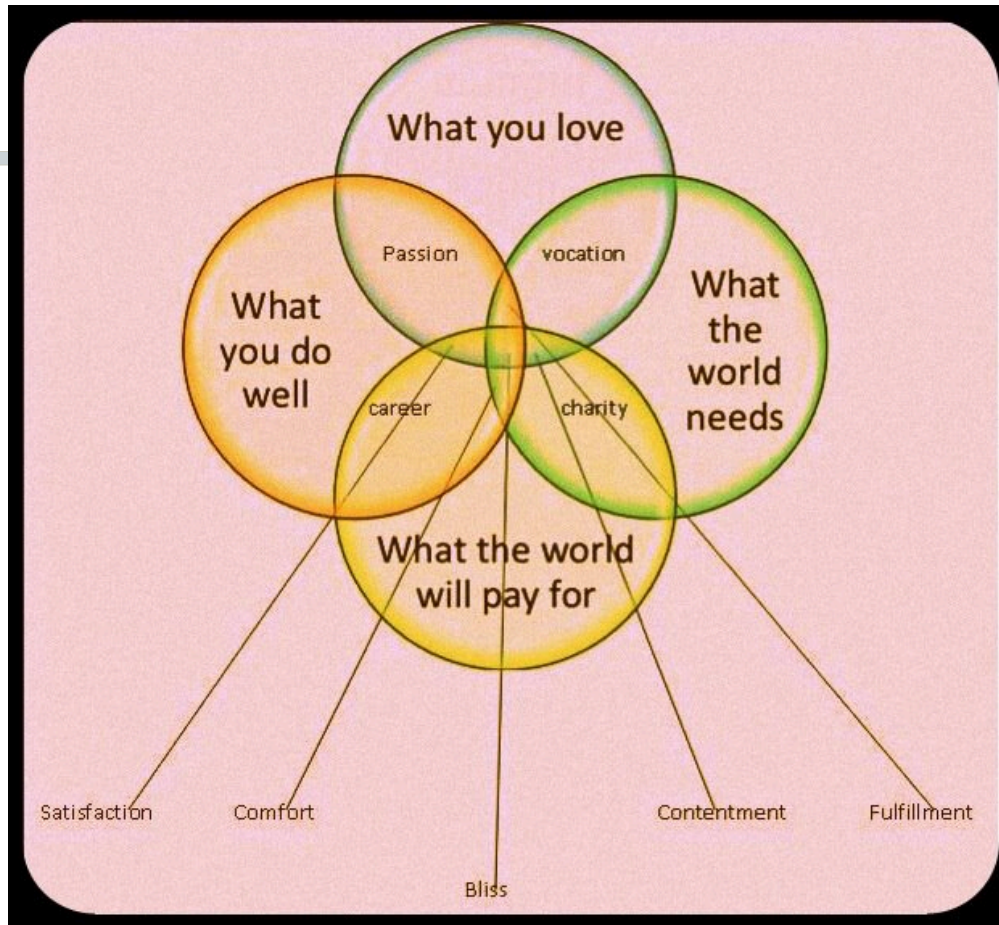 What you love
Passion
vocation
What
you do
well
What
the
world
needs
career
charity
What the world
will pay for
Satisfaction
Comfort
Contentment
Fulfillment
Bliss